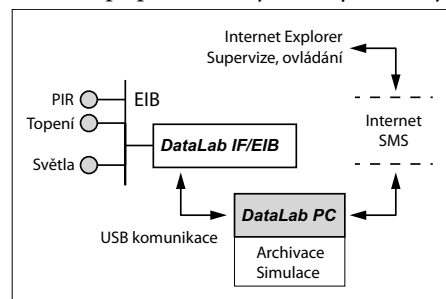 Internet Explorer
Supervize, ovládání
PIR
EIB
Topení
DataLab IF/EIB
Internet
SMS
Světla
DataLab PC
USB komunikace
Archivace
Simulace